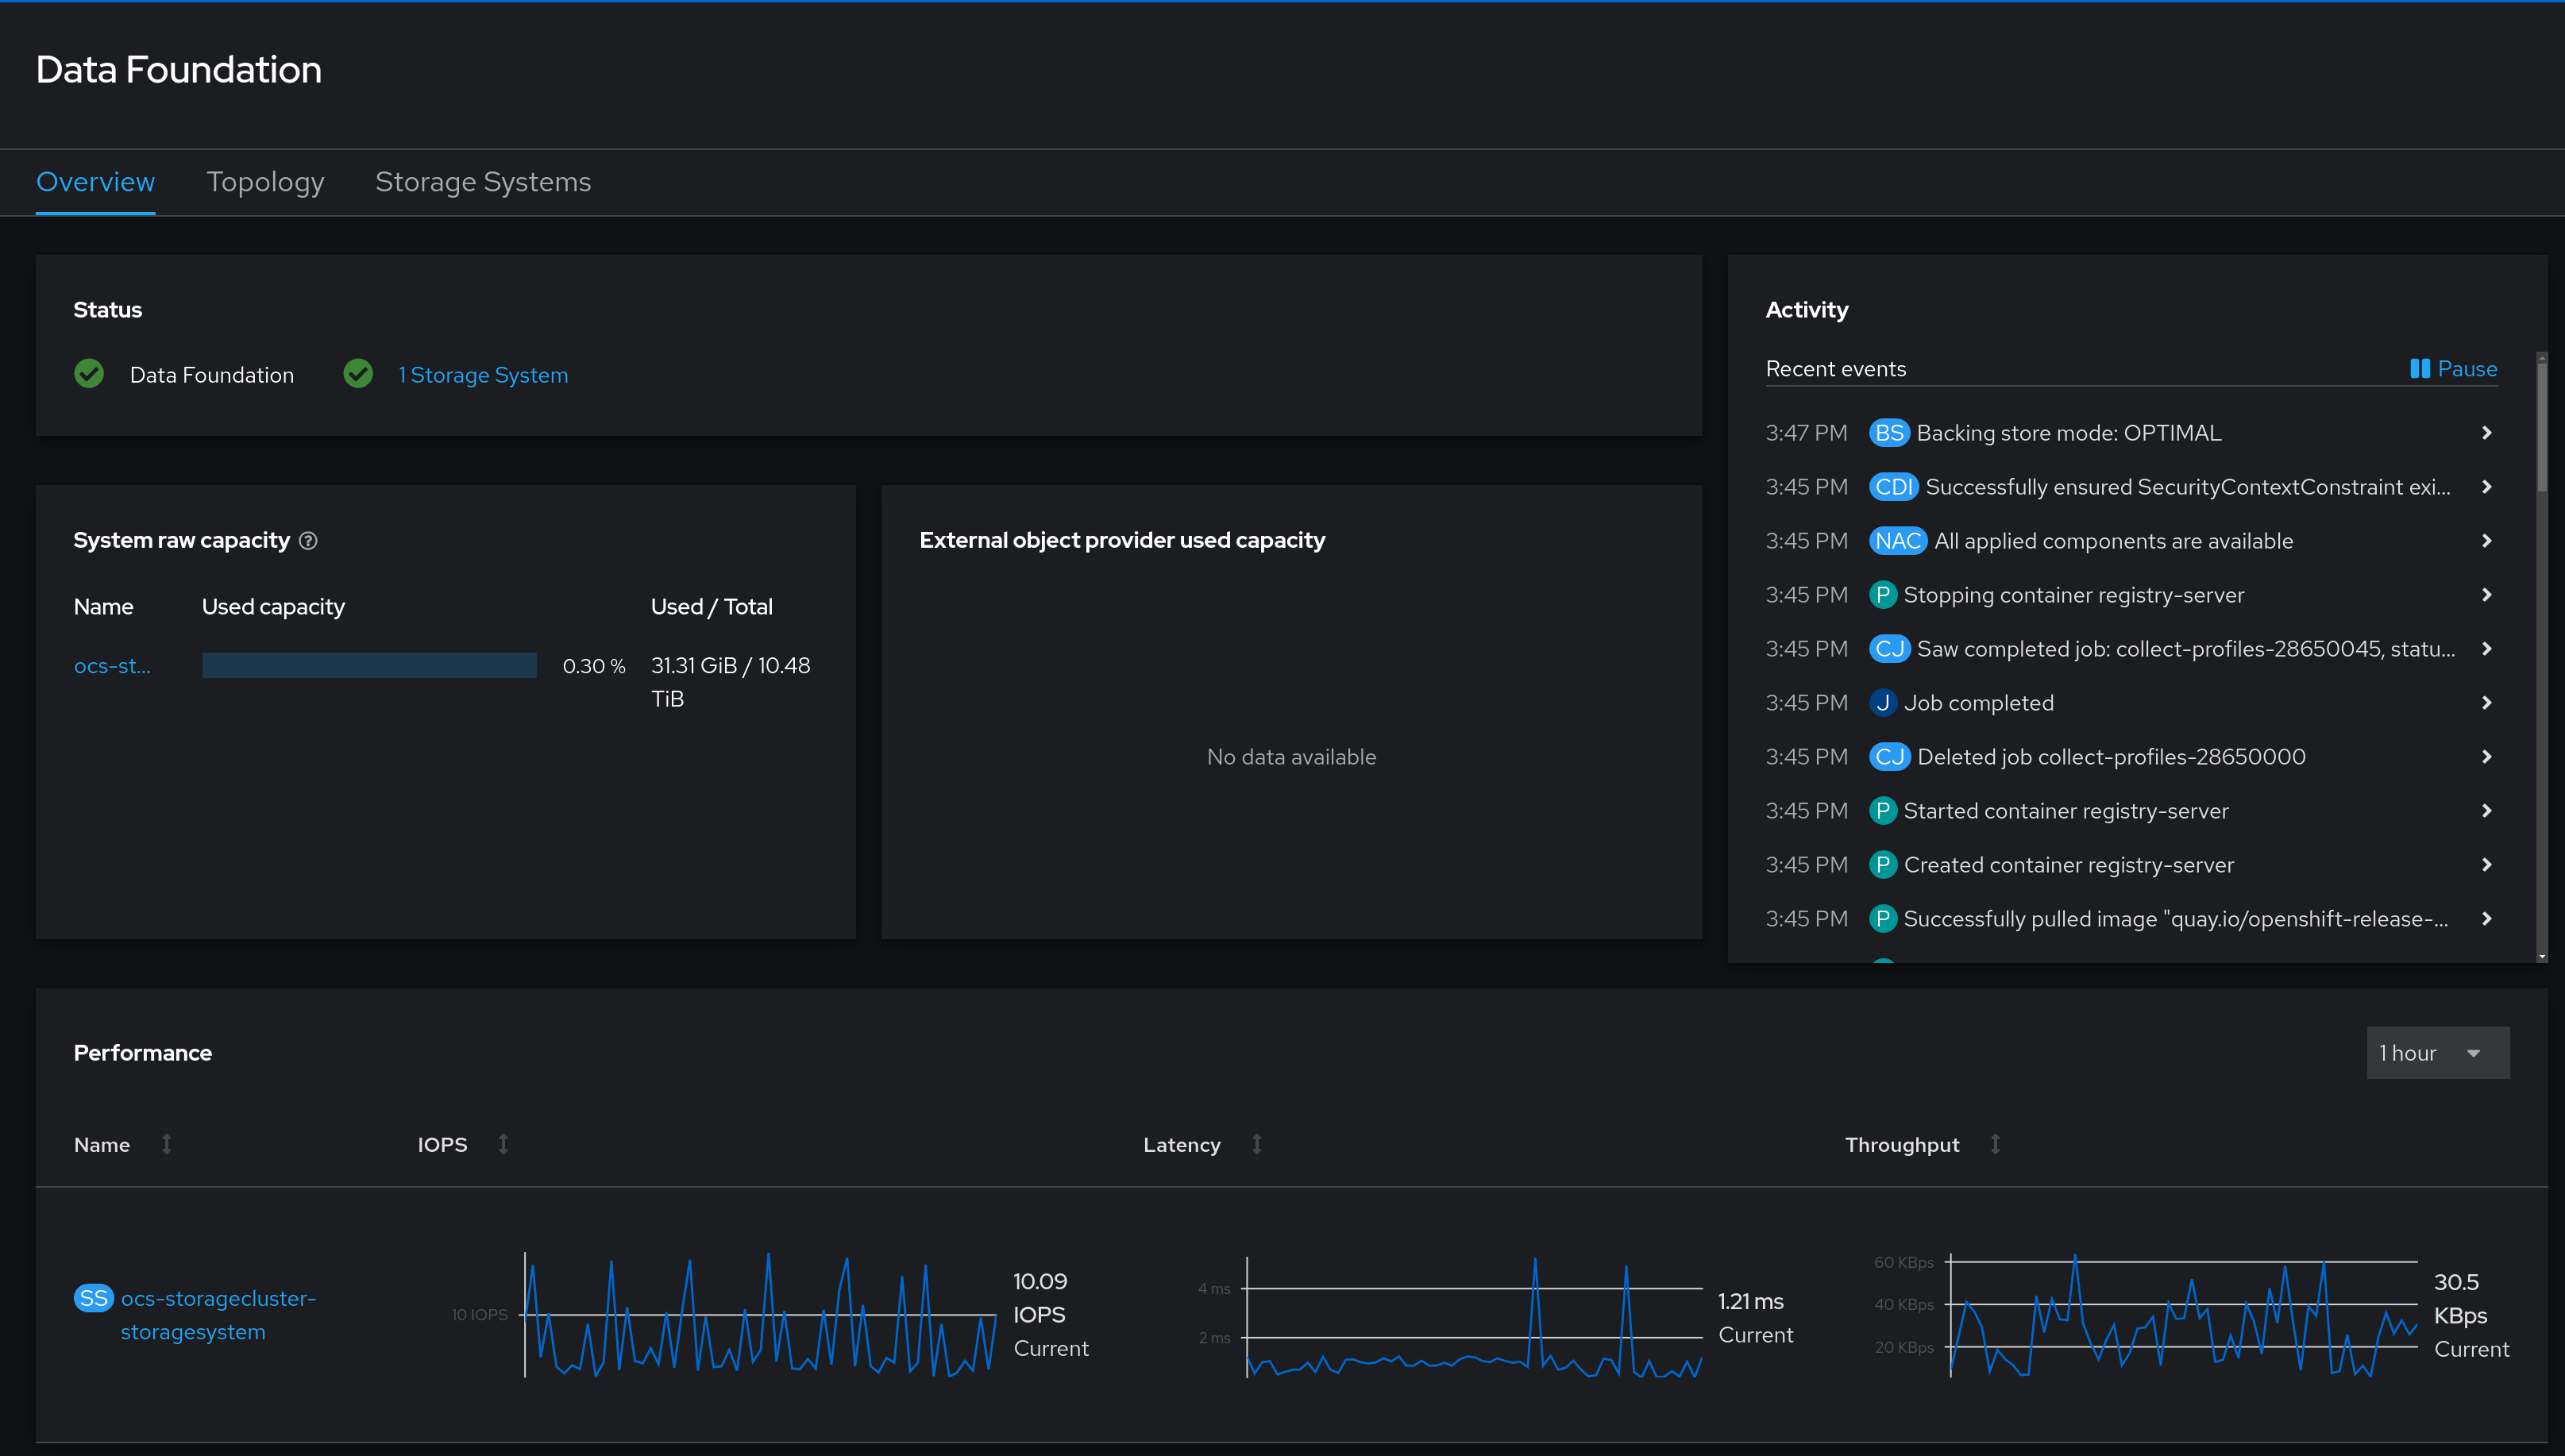 Data Foundation
Overview Topology Storage Systems
Status
Data Foundation 1 Storage System
System raw capacity
Name Used capacity Used / Total
ocs-st... 0.30 % 31.31 GiB / 10.48
TiB
External object provider used capacity
No data available
Activity
Recent events Pause
3:47 PM BS Backing store mode: OPTIMAL
3:45 PM CDI Successfully ensured SecurityContextConstraint exi...
3:45 PM NAC All applied components are available
3:45 PM P Stopping container registry-server
3:45 PM CJ Saw completed job: collect-profiles-28650045, statu...
3:45 PM J Job completed
3:45 PM CJ Deleted job collect-profiles-28650000
3:45 PM P Started container registry-server
3:45 PM P Created container registry-server
3:45 PM P Successfully pulled image "quay.io/openshift-release-...
Performance
1 hour
Name IOPS Latency Throughput
SS ocs-storagecluster-
storagesystem
10 IOPS
10.09
IOPS
Current
4 ms
2 ms
1.21 ms
Current
60 KBps
40 KBps
20 KBps
30.5
KBps
Current